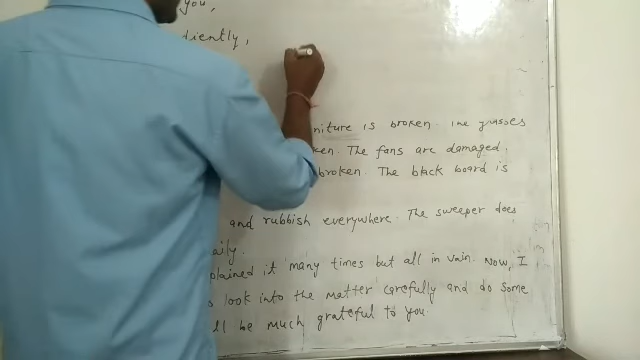 you,
diently,
niture is broken. The glasses
ken. The fans are damaged.
broken. The black board is
and rubbish everywhere. The sweeper does
aily.
plained it many times but all in vain. Now, I
look into the matter carefully and do some
ll be much grateful to you.